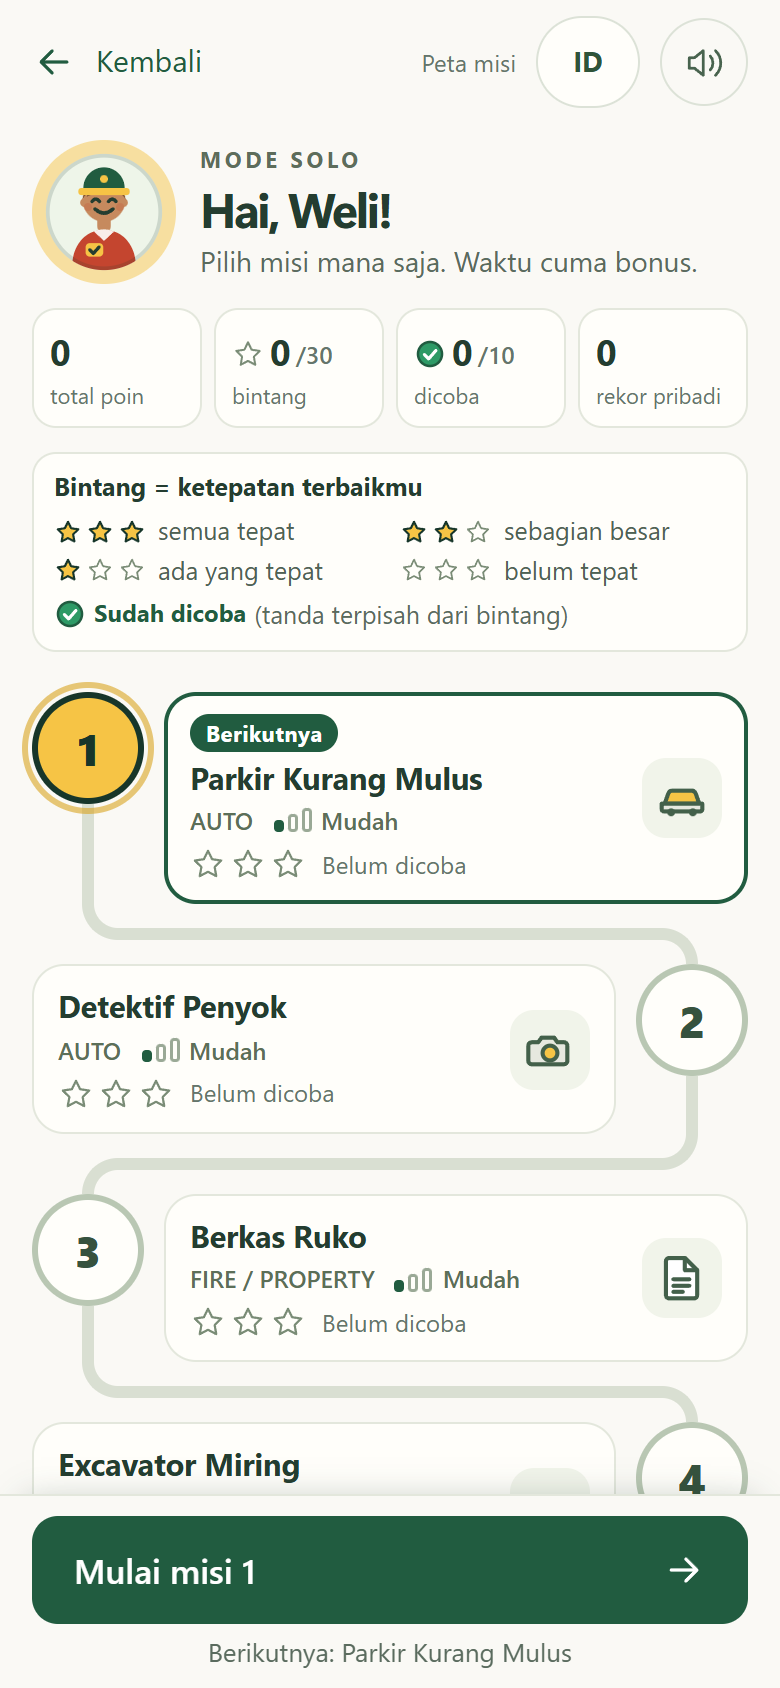 Kembali
Peta misi
ID
MODE SOLO
Hai, Weli!
Pilih misi mana saja. Waktu cuma bonus.
0
total poin
0 /30
bintang
0 /10
dicoba
0
rekor pribadi
Bintang = ketepatan terbaikmu
semua tepat
sebagian besar
ada yang tepat
belum tepat
Sudah dicoba (tanda terpisah dari bintang)
1
Berikutnya
Parkir Kurang Mulus
AUTO Mudah
Belum dicoba
Detektif Penyok
AUTO Mudah
Belum dicoba
2
3
Berkas Ruko
FIRE / PROPERTY Mudah
Belum dicoba
Excavator Miring
4
Mulai misi 1
Berikutnya: Parkir Kurang Mulus